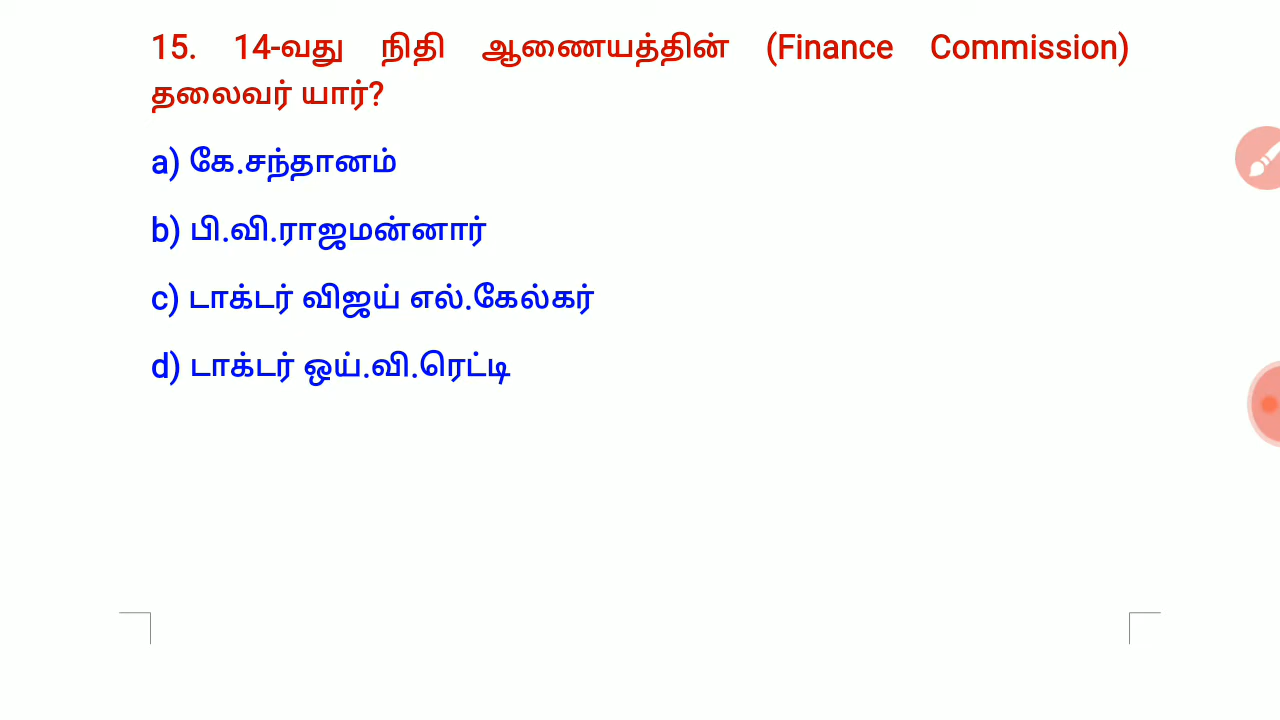 15. 14-வது நிதி ஆணையத்தின் (Finance Commission)
தலைவர் யார்?
a) கே.சந்தானம்
b) பி.வி.ராஜமன்னார்
c) டாக்டர் விஜய் எல்.கேல்கர்
d) டாக்டர் ஒய்.வி.ரெட்டி